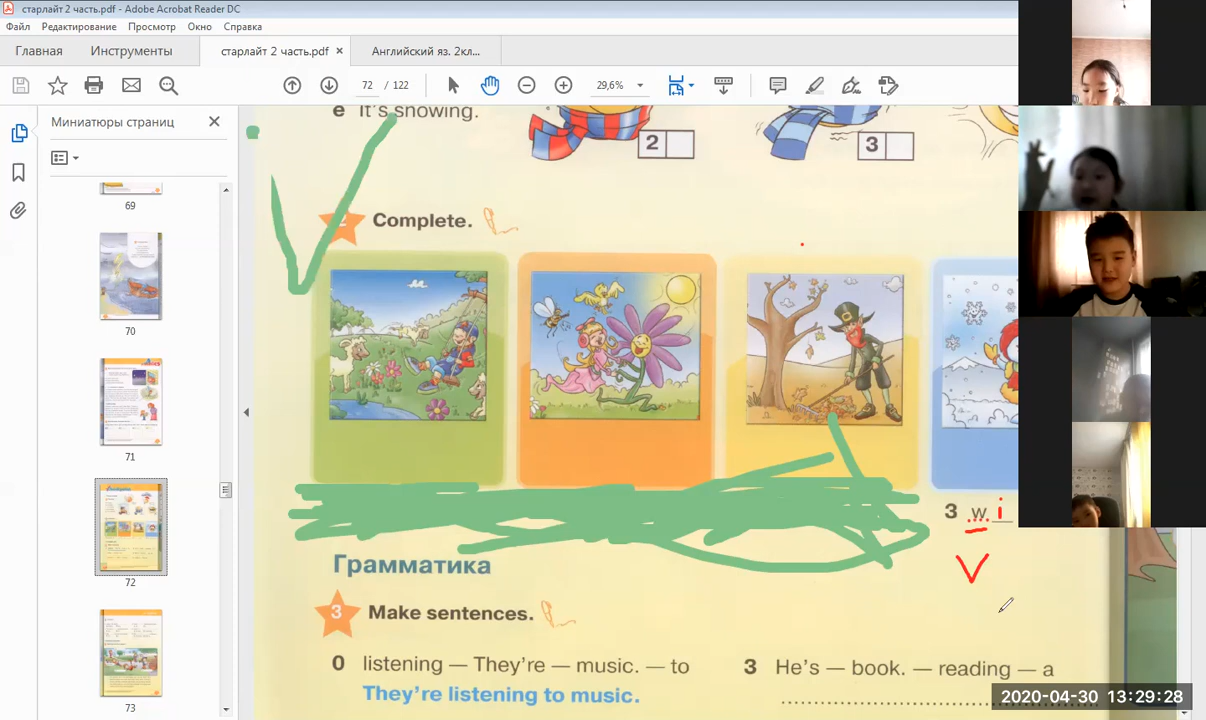 старлайт 2 часть.pdf - Adobe Acrobat Reader DC
Файл Редактирование Просмотр Окно Справка
Главная Инструменты старлайт 2 часть.pdf × Английский яз. 2кл...
72 / 122 29,6%
Миниатюры страниц
69
70
71
72
73
e It's snowing.
2
3
Complete.
3 w i
Грамматика
3 Make sentences.
0 listening — They're — music. — to
They're listening to music.
3 He's — book. — reading — a
2020-04-30 13:29:28